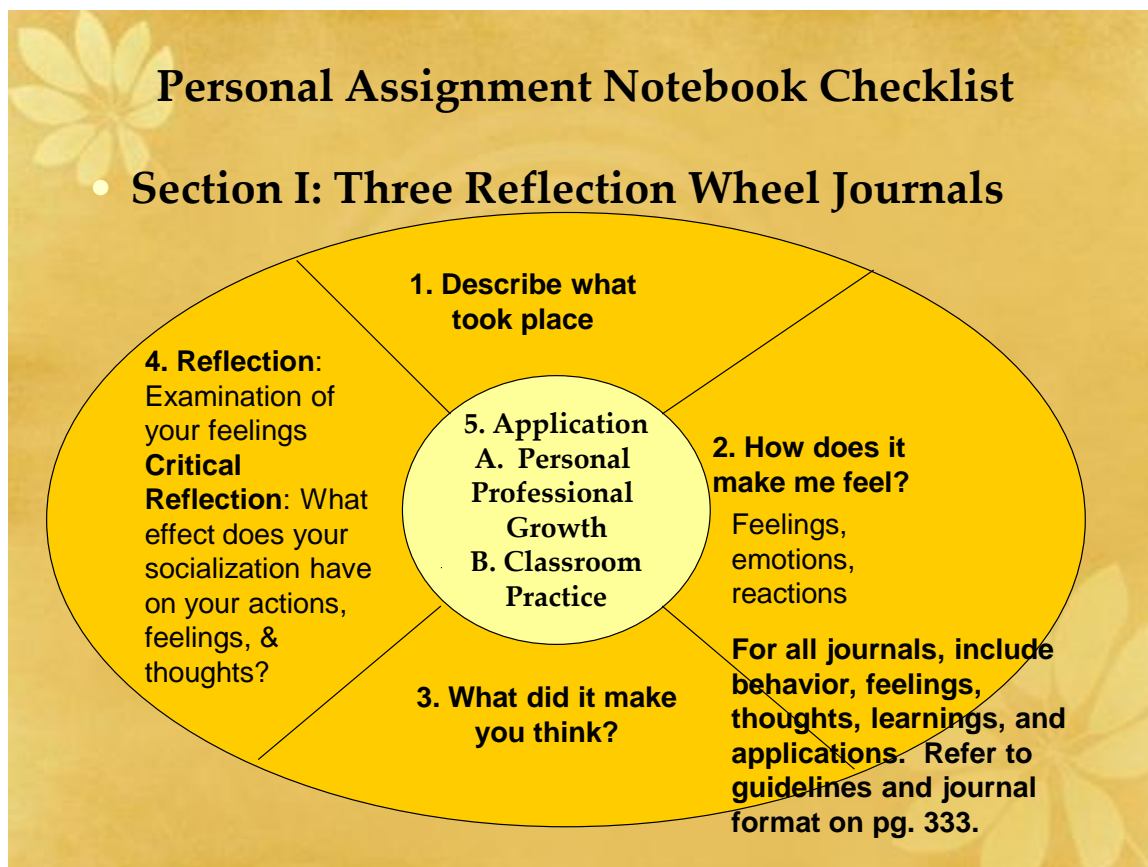 Personal Assignment Notebook Checklist
• Section I: Three Reflection Wheel Journals
1. Describe what
took place
2. How does it
make me feel?
Feelings,
emotions,
reactions
For all journals, include
behavior, feelings,
thoughts, learnings, and
applications. Refer to
guidelines and journal
format on pg. 333.
3. What did it make
you think?
4. Reflection:
Examination of
your feelings
Critical
Reflection: What
effect does your
socialization have
on your actions,
feelings, &
thoughts?
5. Application
A. Personal
Professional
Growth
B. Classroom
Practice